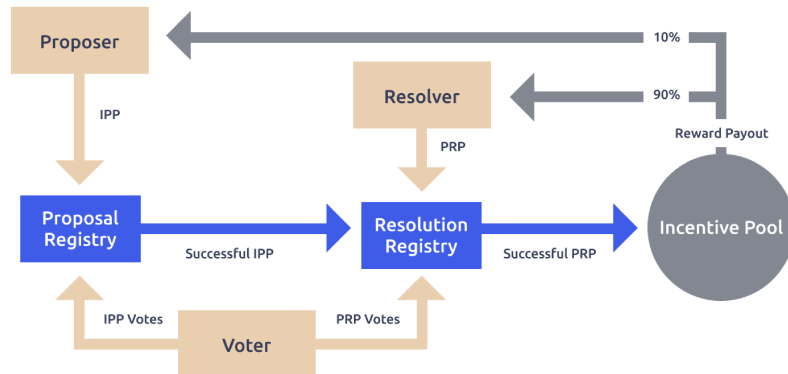 Proposer
10%
Resolver
90%
IPP
Reward Payout
PRP
Proposal
Registry
Resolution
Registry
Incentive Pool
Successful IPP
Successful PRP
IPP Votes
PRP Votes
Voter